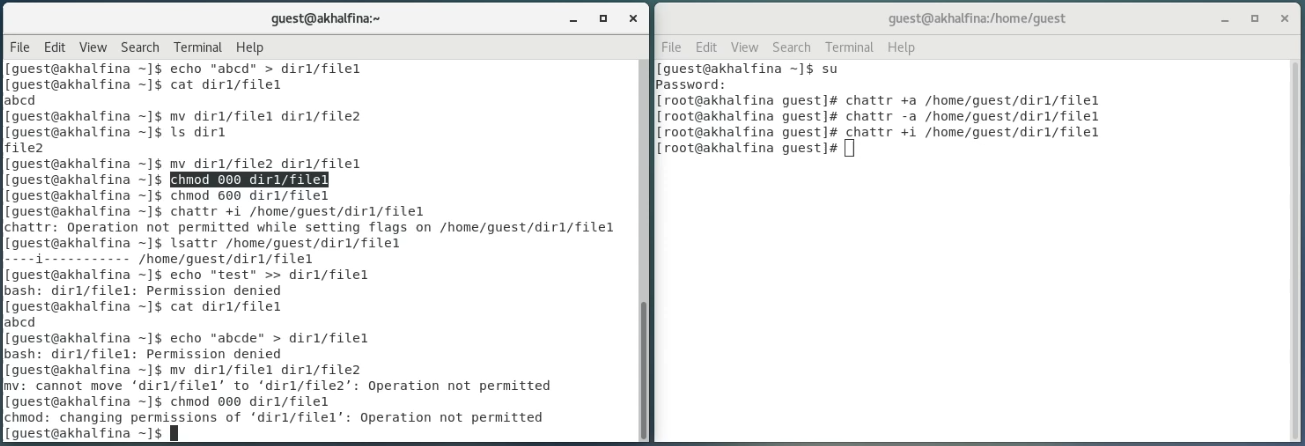 guest@akhalfina:~
File Edit View Search Terminal Help
[guest@akhalfina ~]$ echo "abcd" > dir1/file1
[guest@akhalfina ~]$ cat dir1/file1
abcd
[guest@akhalfina ~]$ mv dir1/file1 dir1/file2
[guest@akhalfina ~]$ ls dir1
file2
[guest@akhalfina ~]$ mv dir1/file2 dir1/file1
[guest@akhalfina ~]$ chmod 000 dir1/file1
[guest@akhalfina ~]$ chmod 600 dir1/file1
[guest@akhalfina ~]$ chattr +i /home/guest/dir1/file1
chattr: Operation not permitted while setting flags on /home/guest/dir1/file1
[guest@akhalfina ~]$ lsattr /home/guest/dir1/file1
----i----------- /home/guest/dir1/file1
[guest@akhalfina ~]$ echo "test" >> dir1/file1
bash: dir1/file1: Permission denied
[guest@akhalfina ~]$ cat dir1/file1
abcd
[guest@akhalfina ~]$ echo "abcde" > dir1/file1
bash: dir1/file1: Permission denied
[guest@akhalfina ~]$ mv dir1/file1 dir1/file2
mv: cannot move ‘dir1/file1’ to ‘dir1/file2’: Operation not permitted
[guest@akhalfina ~]$ chmod 000 dir1/file1
chmod: changing permissions of ‘dir1/file1’: Operation not permitted
[guest@akhalfina ~]$
guest@akhalfina:/home/guest
File Edit View Search Terminal Help
[guest@akhalfina ~]$ su
Password:
[root@akhalfina guest]# chattr +a /home/guest/dir1/file1
[root@akhalfina guest]# chattr -a /home/guest/dir1/file1
[root@akhalfina guest]# chattr +i /home/guest/dir1/file1
[root@akhalfina guest]#